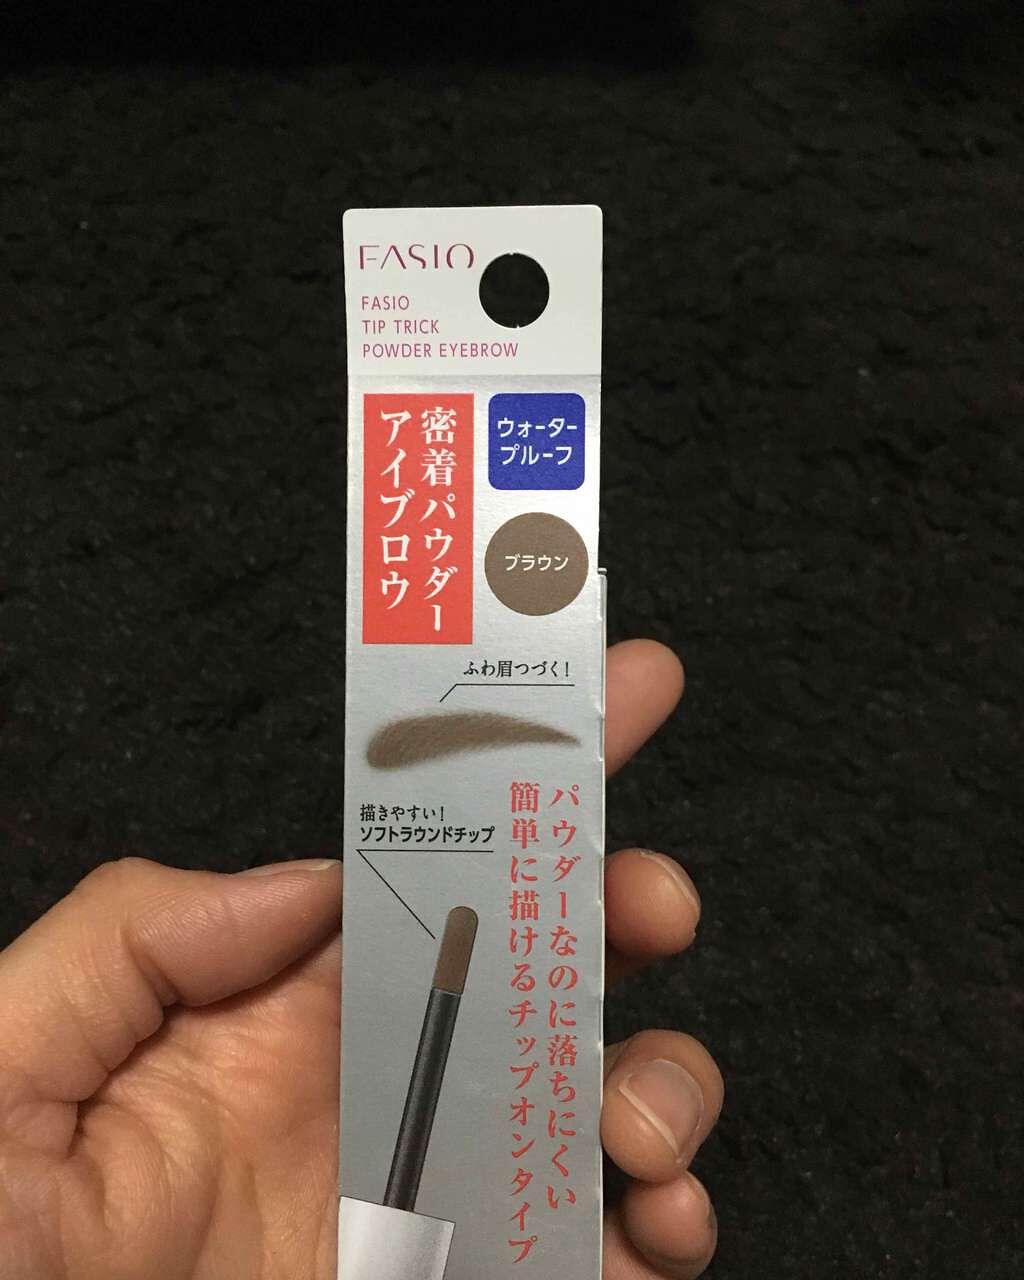 FASIO
FASIO
TIP TRICK
POWDER EYEBROW
密着パウダー
アイブロウ
ウォーター
プルーフ
ブラウン
ふわ眉つづく!
描きやすい!
ソフトラウンドチップ
パウダーなのに落ちにくい
簡単に描けるチップオンタイプ